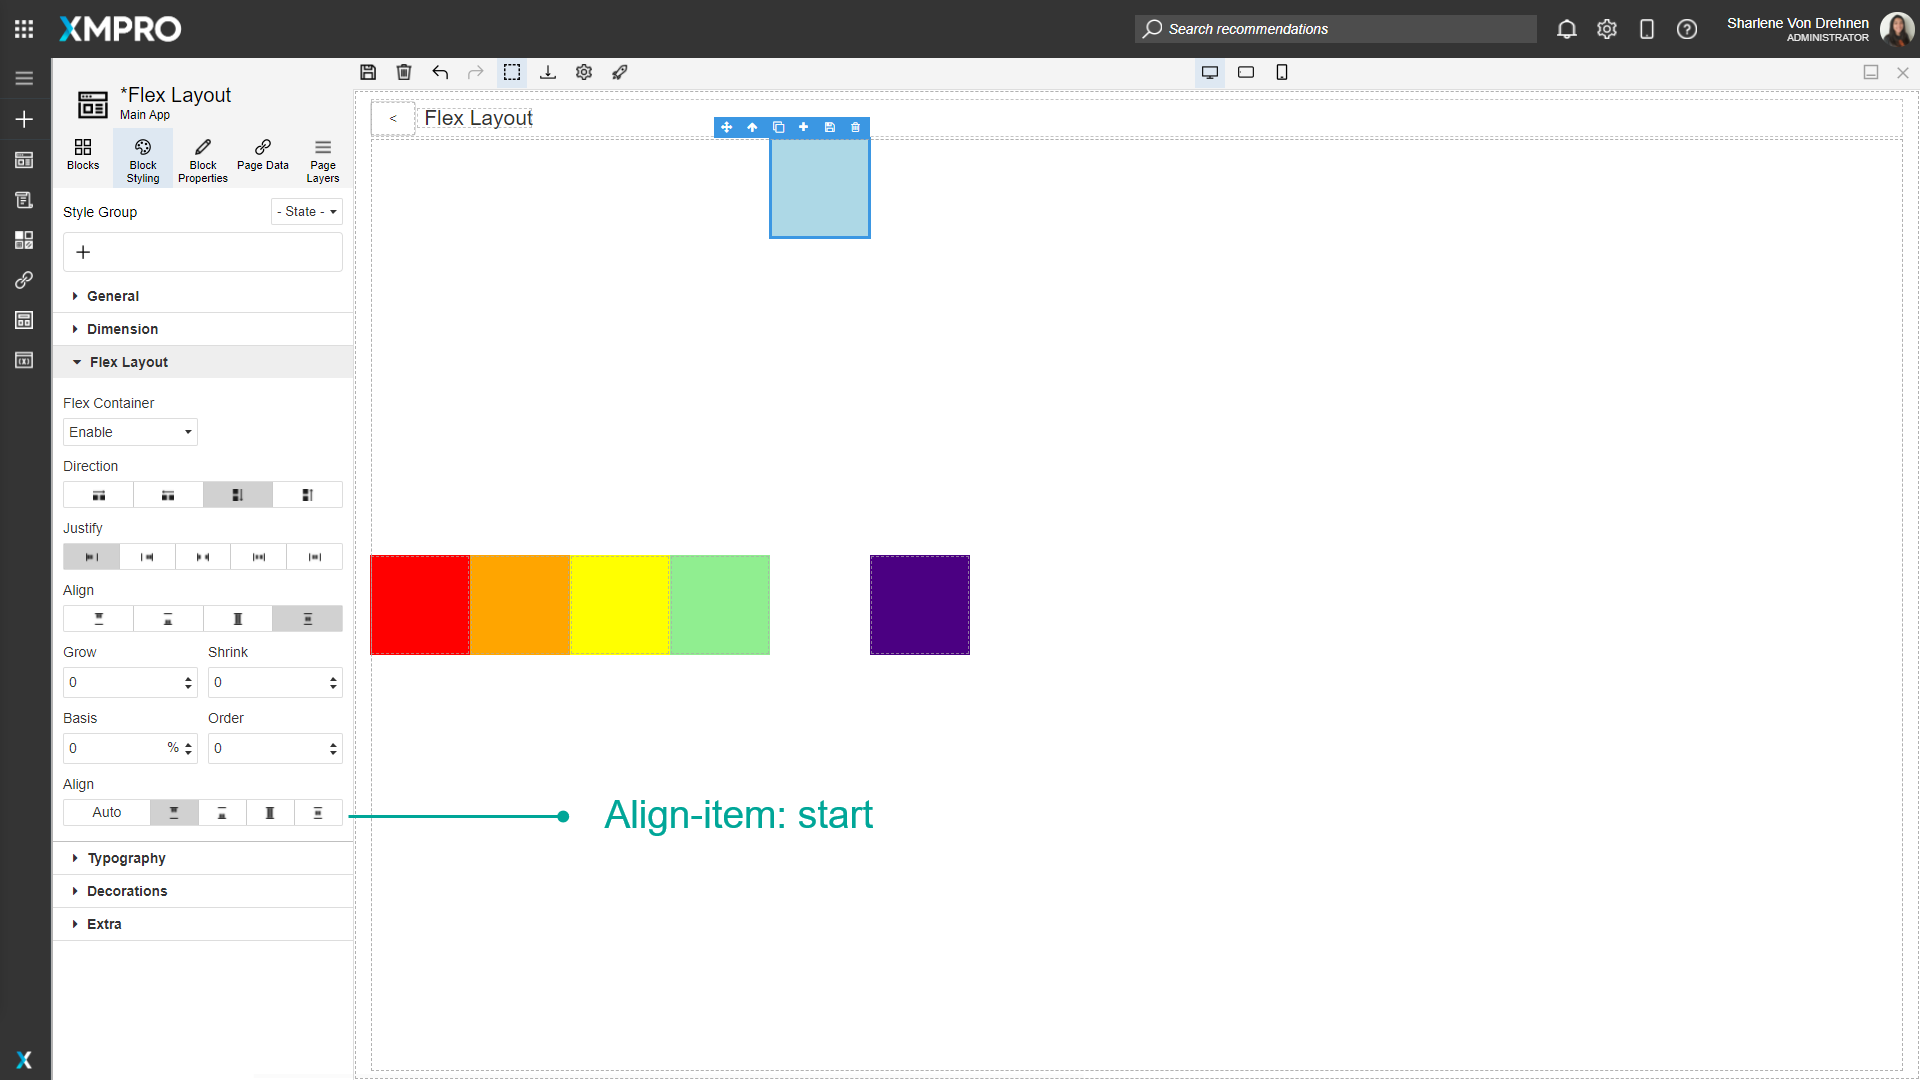 XMPRO
Search recommendations
Sharlene Von Drehnen
ADMINISTRATOR
*Flex Layout
Main App
Blocks
Block Styling
Block Properties
Page Data
Page Layers
< Flex Layout
Style Group
- State -
General
Dimension
Flex Layout
Flex Container
Enable
Direction
Justify
Align
Grow Shrink
0 0
Basis Order
0 % 0
Align
Auto
Align-item: start
Typography
Decorations
Extra